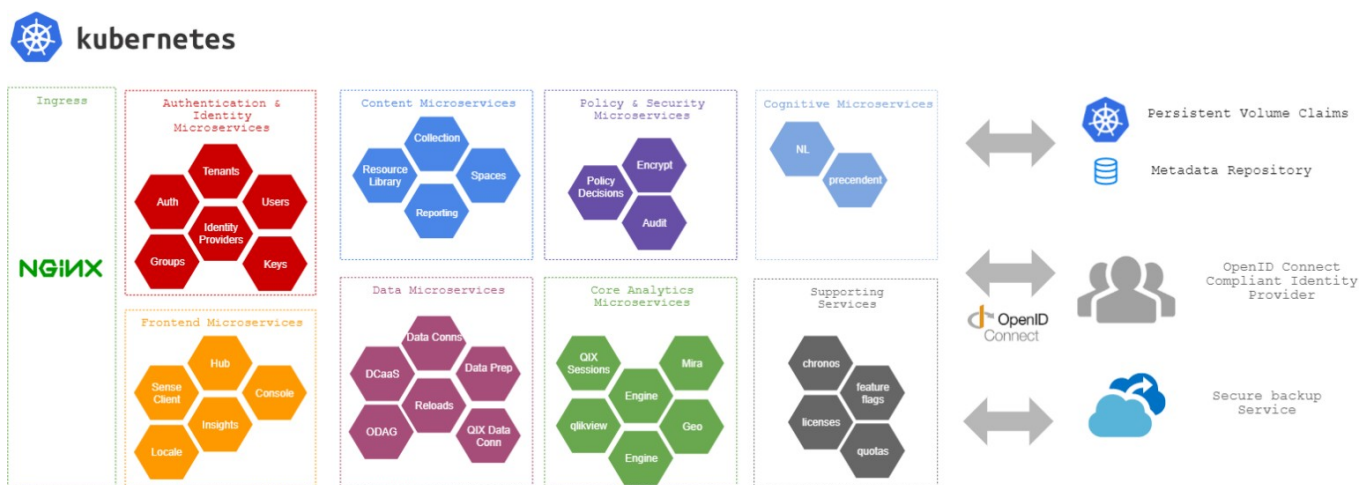 kubernetes
Ingress
NGINX
Authentication &
Identity
Microservices
Tenants
Auth
Users
Identity
Providers
Groups
Keys
Frontend Microservices
Hub
Sense
Client
Console
Insights
Locale
Content Microservices
Collection
Resource
Library
Spaces
Reporting
Data Microservices
Data Conns
DCaaS
Data Prep
Reloads
ODAG
QIX Data
Conn
Policy & Security
Microservices
Encrypt
Policy
Decisions
Audit
Core Analytics
Microservices
QIX
Sessions
Mira
Engine
qlikview
Geo
Engine
Cognitive Microservices
NL
precendent
Supporting
Services
chronos
feature
flags
licenses
quotas
Persistent Volume Claims
Metadata Repository
OpenID
Connect
OpenID Connect
Compliant Identity
Provider
Secure backup
Service